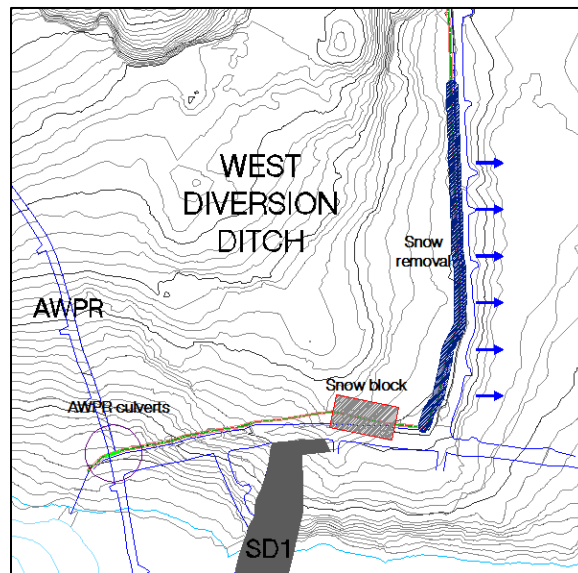 WEST
DIVERSION
DITCH
Snow
removal
AWPR
Snow block
AWPR culverts
SD1